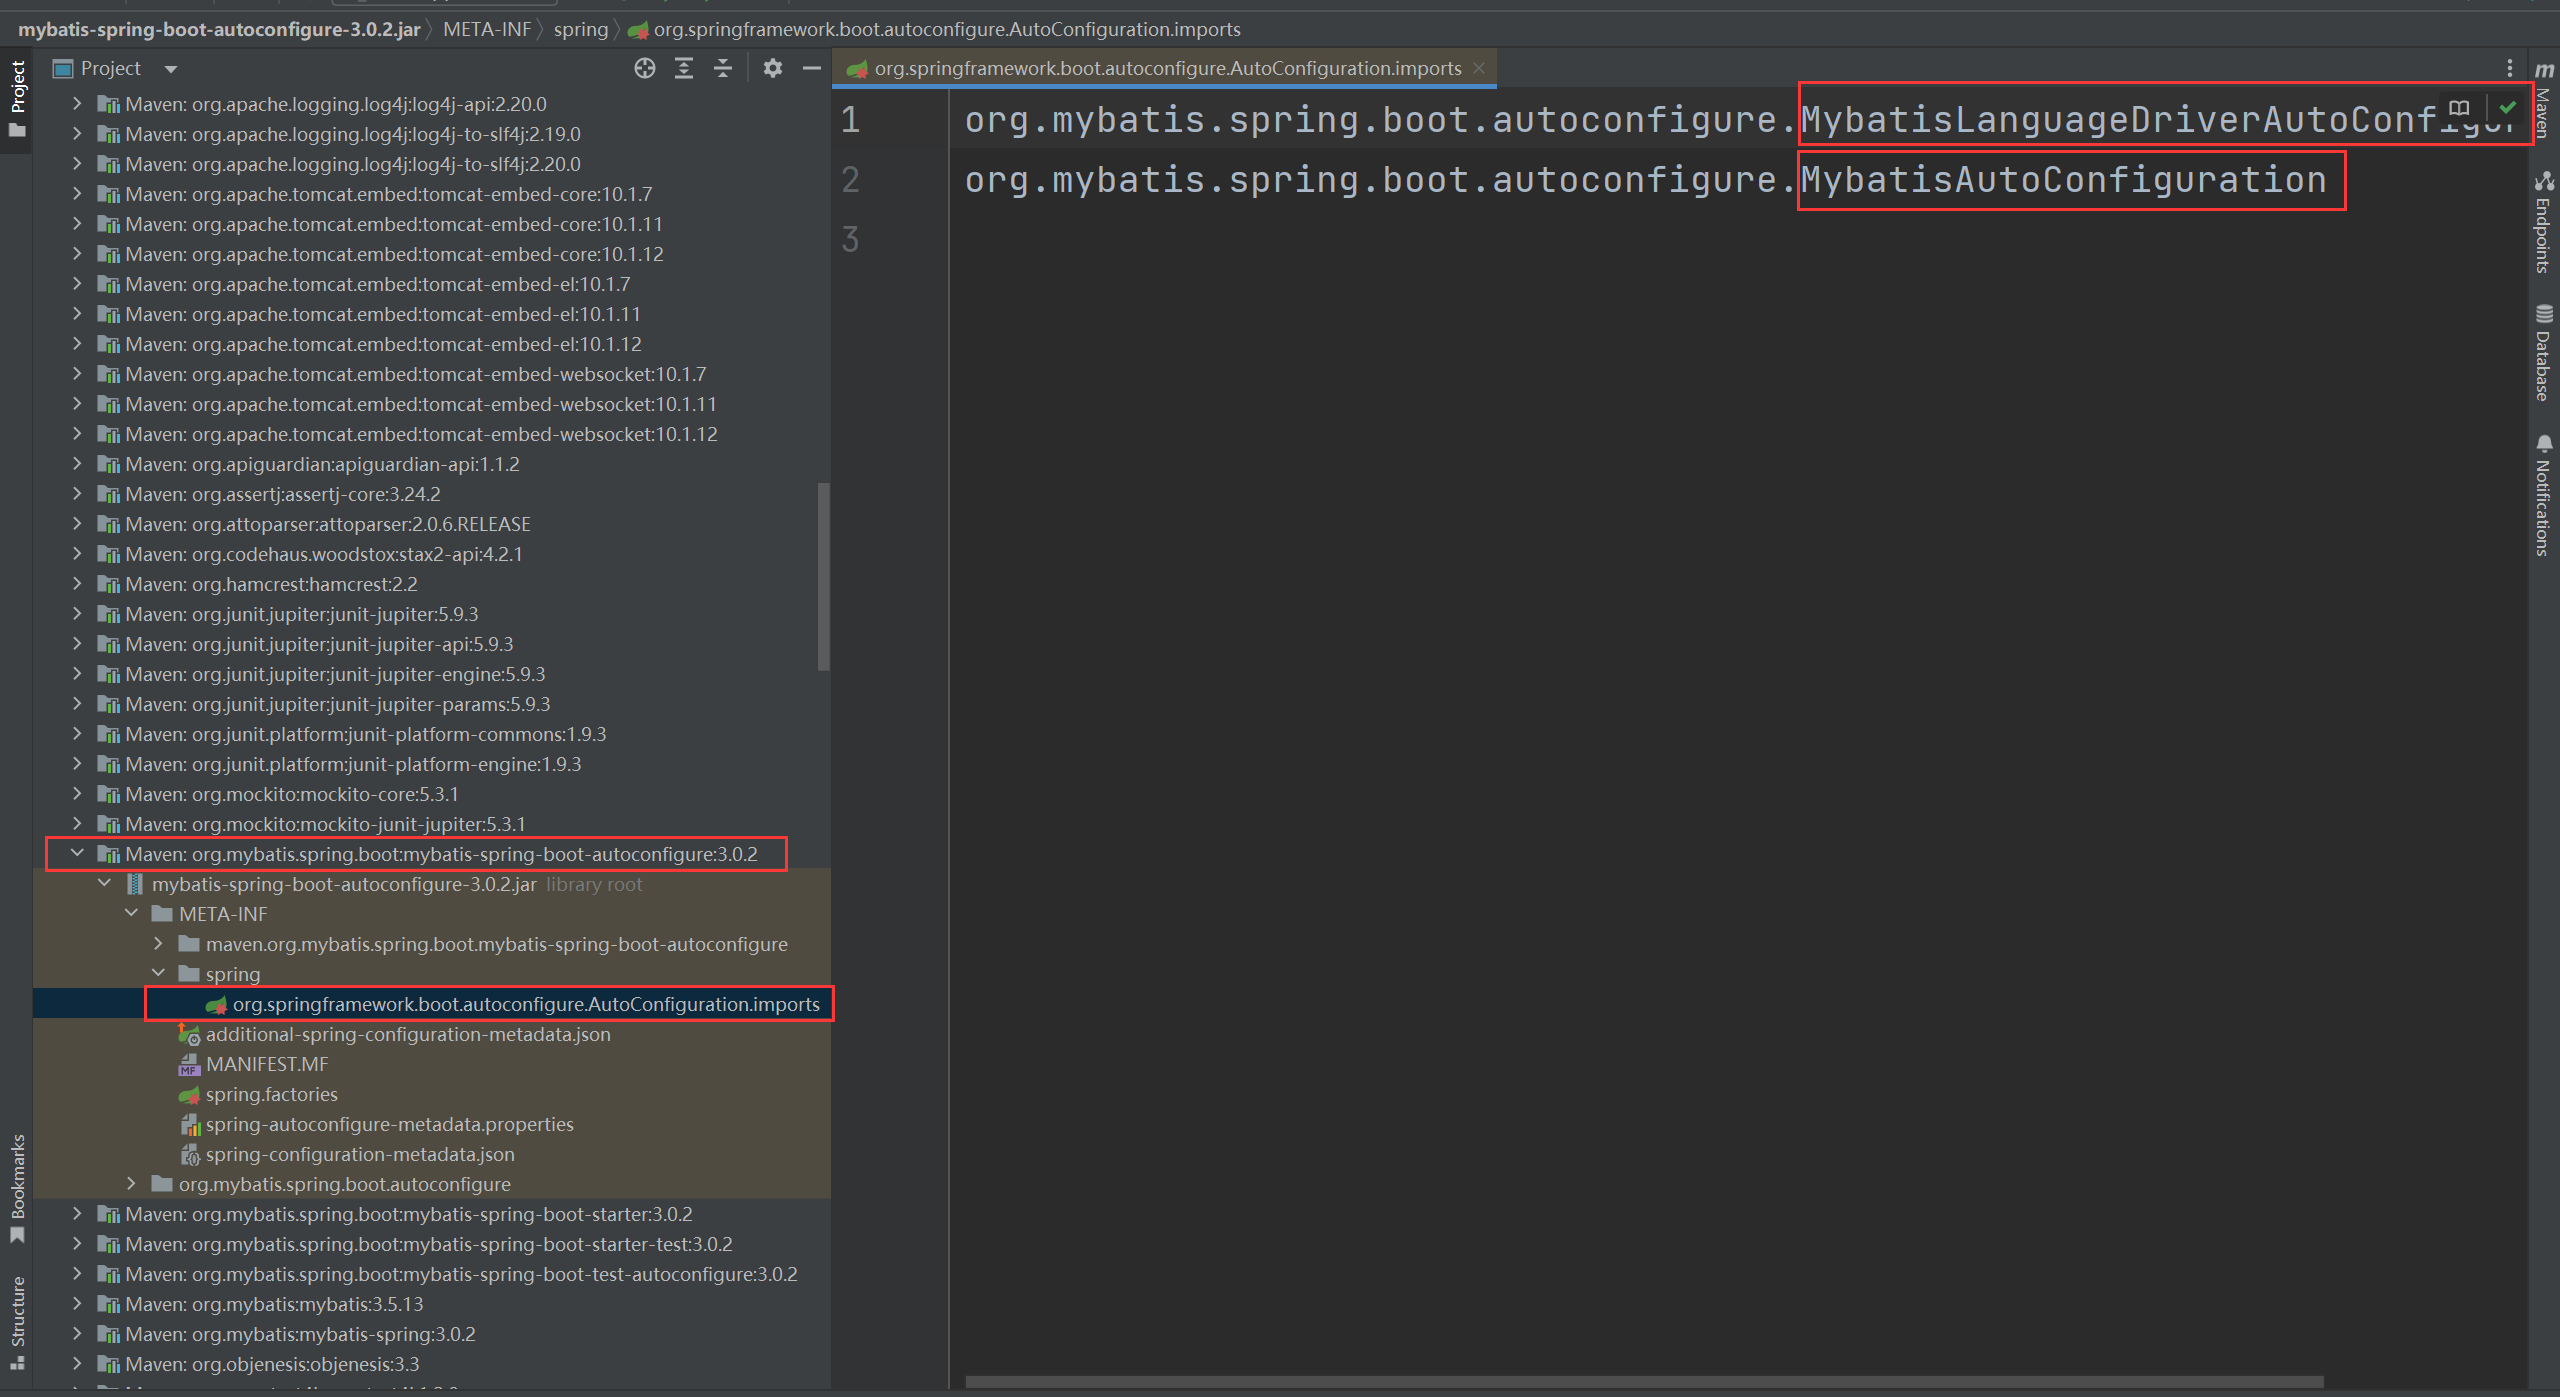 mybatis-spring-boot-autoconfigure-3.0.2.jar META-INF spring org.springframework.boot.autoconfigure.AutoConfiguration.imports
Project
Project
org.springframework.boot.autoconfigure.AutoConfiguration.imports
Maven: org.apache.logging.log4j:log4j-api:2.20.0
Maven: org.apache.logging.log4j:log4j-to-slf4j:2.19.0
Maven: org.apache.logging.log4j:log4j-to-slf4j:2.20.0
Maven: org.apache.tomcat.embed:tomcat-embed-core:10.1.7
Maven: org.apache.tomcat.embed:tomcat-embed-core:10.1.11
Maven: org.apache.tomcat.embed:tomcat-embed-core:10.1.12
Maven: org.apache.tomcat.embed:tomcat-embed-el:10.1.7
Maven: org.apache.tomcat.embed:tomcat-embed-el:10.1.11
Maven: org.apache.tomcat.embed:tomcat-embed-el:10.1.12
Maven: org.apache.tomcat.embed:tomcat-embed-websocket:10.1.7
Maven: org.apache.tomcat.embed:tomcat-embed-websocket:10.1.11
Maven: org.apache.tomcat.embed:tomcat-embed-websocket:10.1.12
Maven: org.apiguardian:apiguardian-api:1.1.2
Maven: org.assertj:assertj-core:3.24.2
Maven: org.attoparser:attoparser:2.0.6.RELEASE
Maven: org.codehaus.woodstox:stax2-api:4.2.1
Maven: org.hamcrest:hamcrest:2.2
Maven: org.junit.jupiter:junit-jupiter:5.9.3
Maven: org.junit.jupiter:junit-jupiter-api:5.9.3
Maven: org.junit.jupiter:junit-jupiter-engine:5.9.3
Maven: org.junit.jupiter:junit-jupiter-params:5.9.3
Maven: org.junit.platform:junit-platform-commons:1.9.3
Maven: org.junit.platform:junit-platform-engine:1.9.3
Maven: org.mockito:mockito-core:5.3.1
Maven: org.mockito:mockito-junit-jupiter:5.3.1
Maven: org.mybatis.spring.boot:mybatis-spring-boot-autoconfigure:3.0.2
mybatis-spring-boot-autoconfigure-3.0.2.jar library root
META-INF
maven.org.mybatis.spring.boot.mybatis-spring-boot-autoconfigure
spring
org.springframework.boot.autoconfigure.AutoConfiguration.imports
additional-spring-configuration-metadata.json
MANIFEST.MF
spring.factories
spring-autoconfigure-metadata.properties
spring-configuration-metadata.json
org.mybatis.spring.boot.autoconfigure
Maven: org.mybatis.spring.boot:mybatis-spring-boot-starter:3.0.2
Maven: org.mybatis.spring.boot:mybatis-spring-boot-starter-test:3.0.2
Maven: org.mybatis.spring.boot:mybatis-spring-boot-test-autoconfigure:3.0.2
Maven: org.mybatis:mybatis:3.5.13
Maven: org.mybatis:mybatis-spring:3.0.2
Maven: org.objenesis:objenesis:3.3
Bookmarks
Structure
1 org.mybatis.spring.boot.autoconfigure.MybatisLanguageDriverAutoConfigur
2 org.mybatis.spring.boot.autoconfigure.MybatisAutoConfiguration
3
m
Maven
Endpoints
Database
Notifications